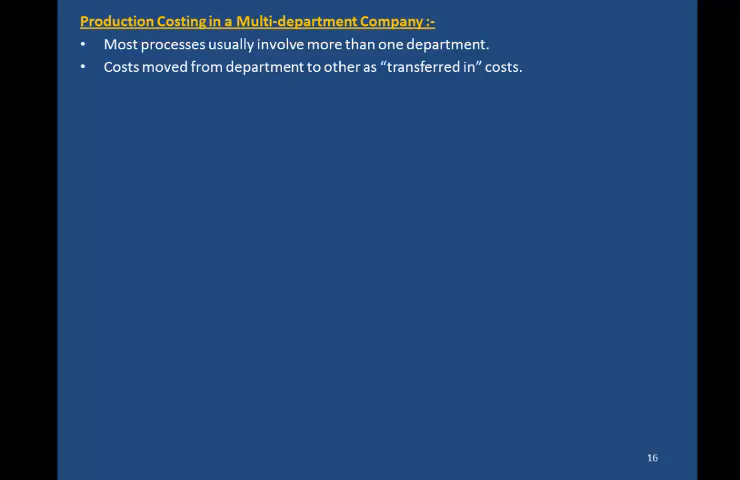 Production Costing in a Multi-department Company :-
• Most processes usually involve more than one department.
• Costs moved from department to other as “transferred in” costs.
16